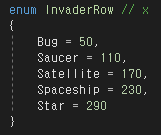 enum InvaderRow // x
{
Bug = 50,
Saucer = 110,
Satellite = 170,
Spaceship = 230,
Star = 290
}